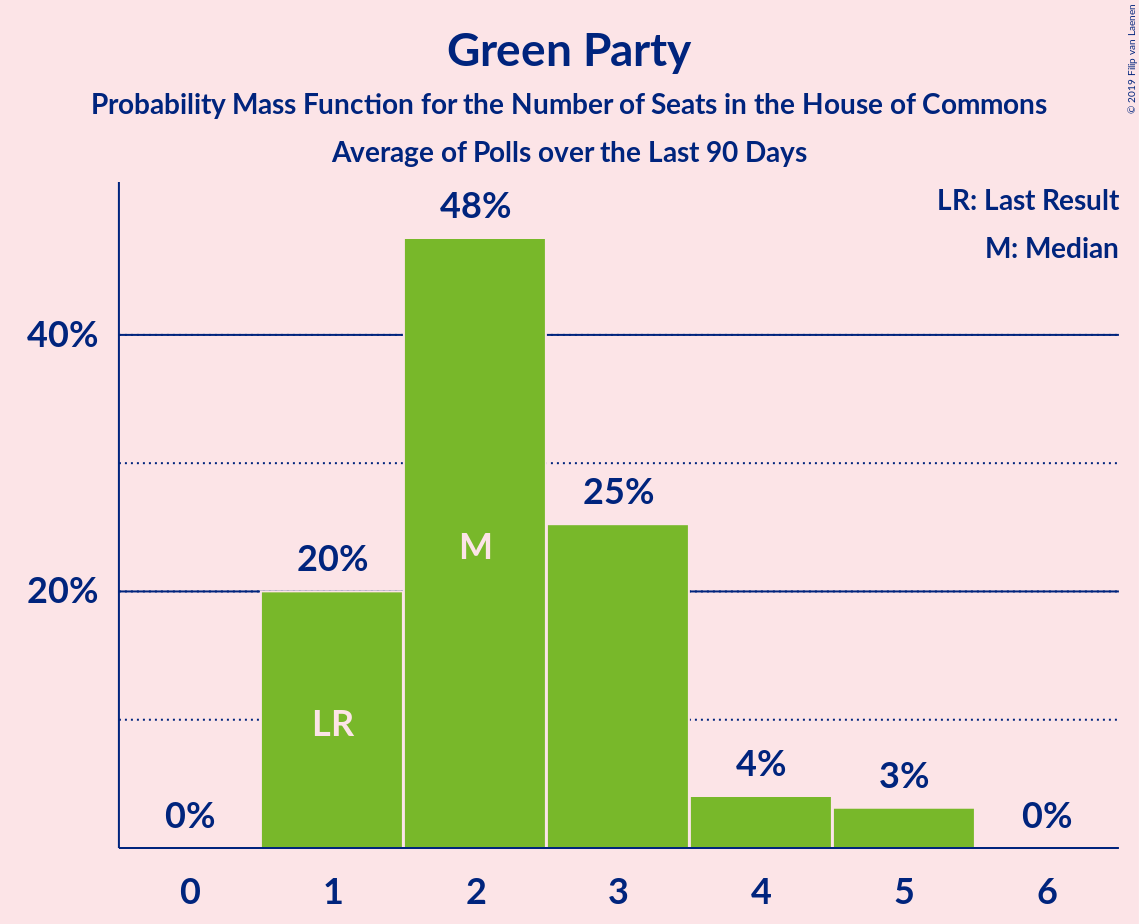 Green Party
Probability Mass Function for the Number of Seats in the House of Commons
Average of Polls over the Last 90 Days
© 2019 Filip van Laenen
LR: Last Result
M: Median
48%
40%
25%
M
20%
20%
LR
4%
3%
0%
0%
0 1 2 3 4 5 6